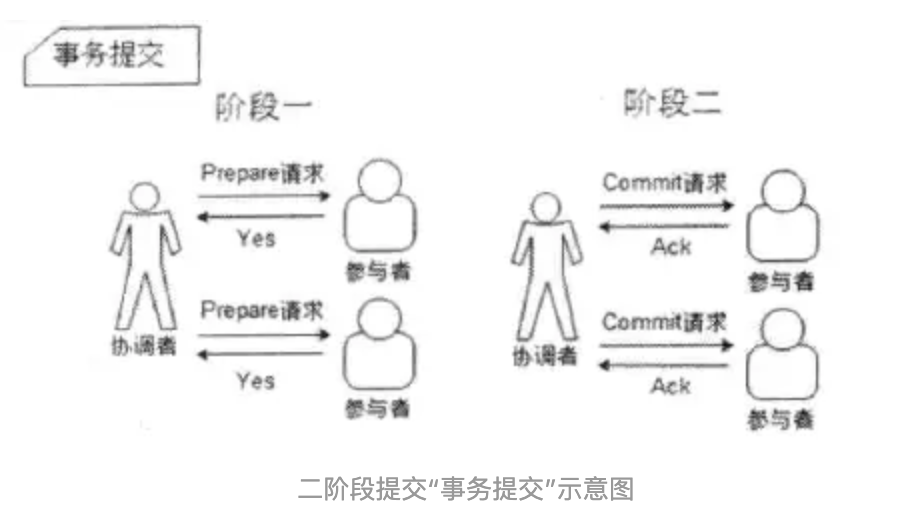 事务提交
阶段一
阶段二
Prepare请求
Yes
参与者
Prepare请求
Yes
参与者
协调者
Commit请求
Ack
参与者
Commit请求
Ack
参与者
协调者
二阶段提交“事务提交”示意图